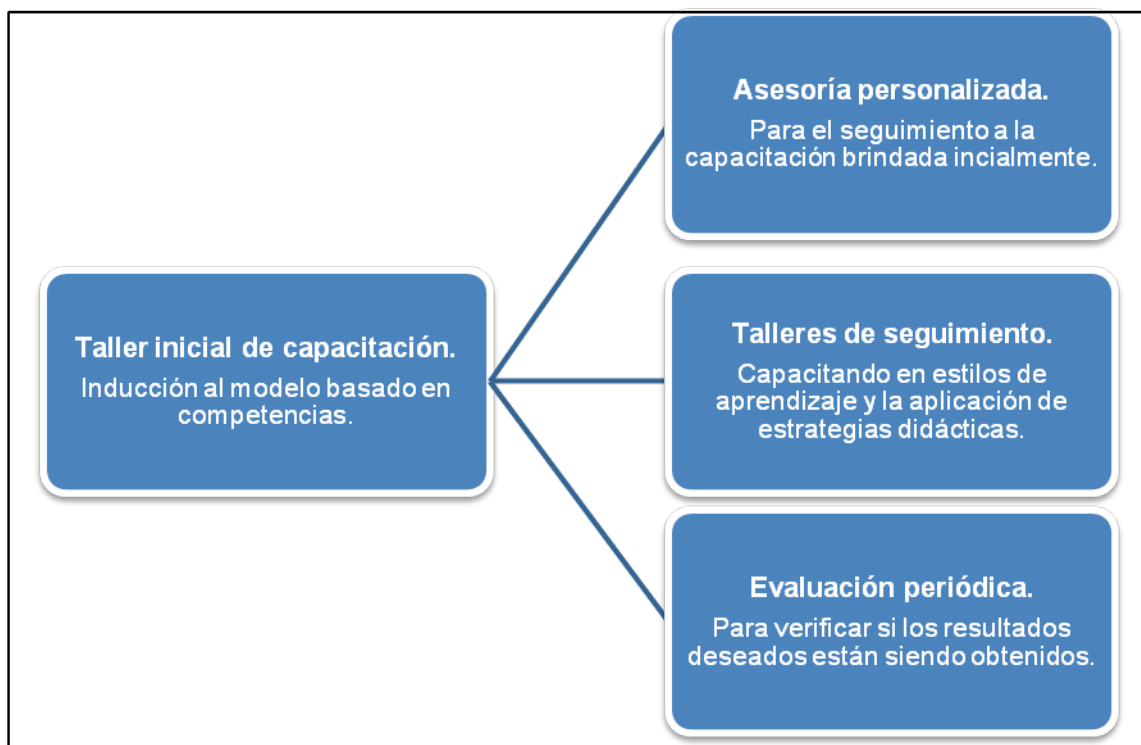 Taller inicial de capacitación.
Inducción al modelo basado en
competencias.
Asesoría personalizada.
Para el seguimiento a la
capacitación brindada incialmente.
Talleres de seguimiento.
Capacitando en estilos de
aprendizaje y la aplicación de
estrategias didácticas.
Evaluación periódica.
Para verificar si los resultados
deseados están siendo obtenidos.